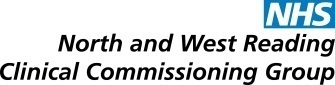 NHS
North and West Reading
Clinical Commissioning Group